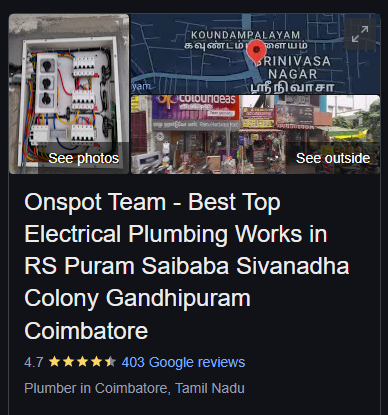 KOUNDAMPALAYAM
கவுண்டம்பாளையம்
SRINIVASA
NAGAR
ஸ்ரீநிவாசா
yam
colourideas
See photos
See outside
Onspot Team - Best Top
Electrical Plumbing Works in
RS Puram Saibaba Sivanadha
Colony Gandhipuram
Coimbatore
4.7
403 Google reviews
Plumber in Coimbatore, Tamil Nadu